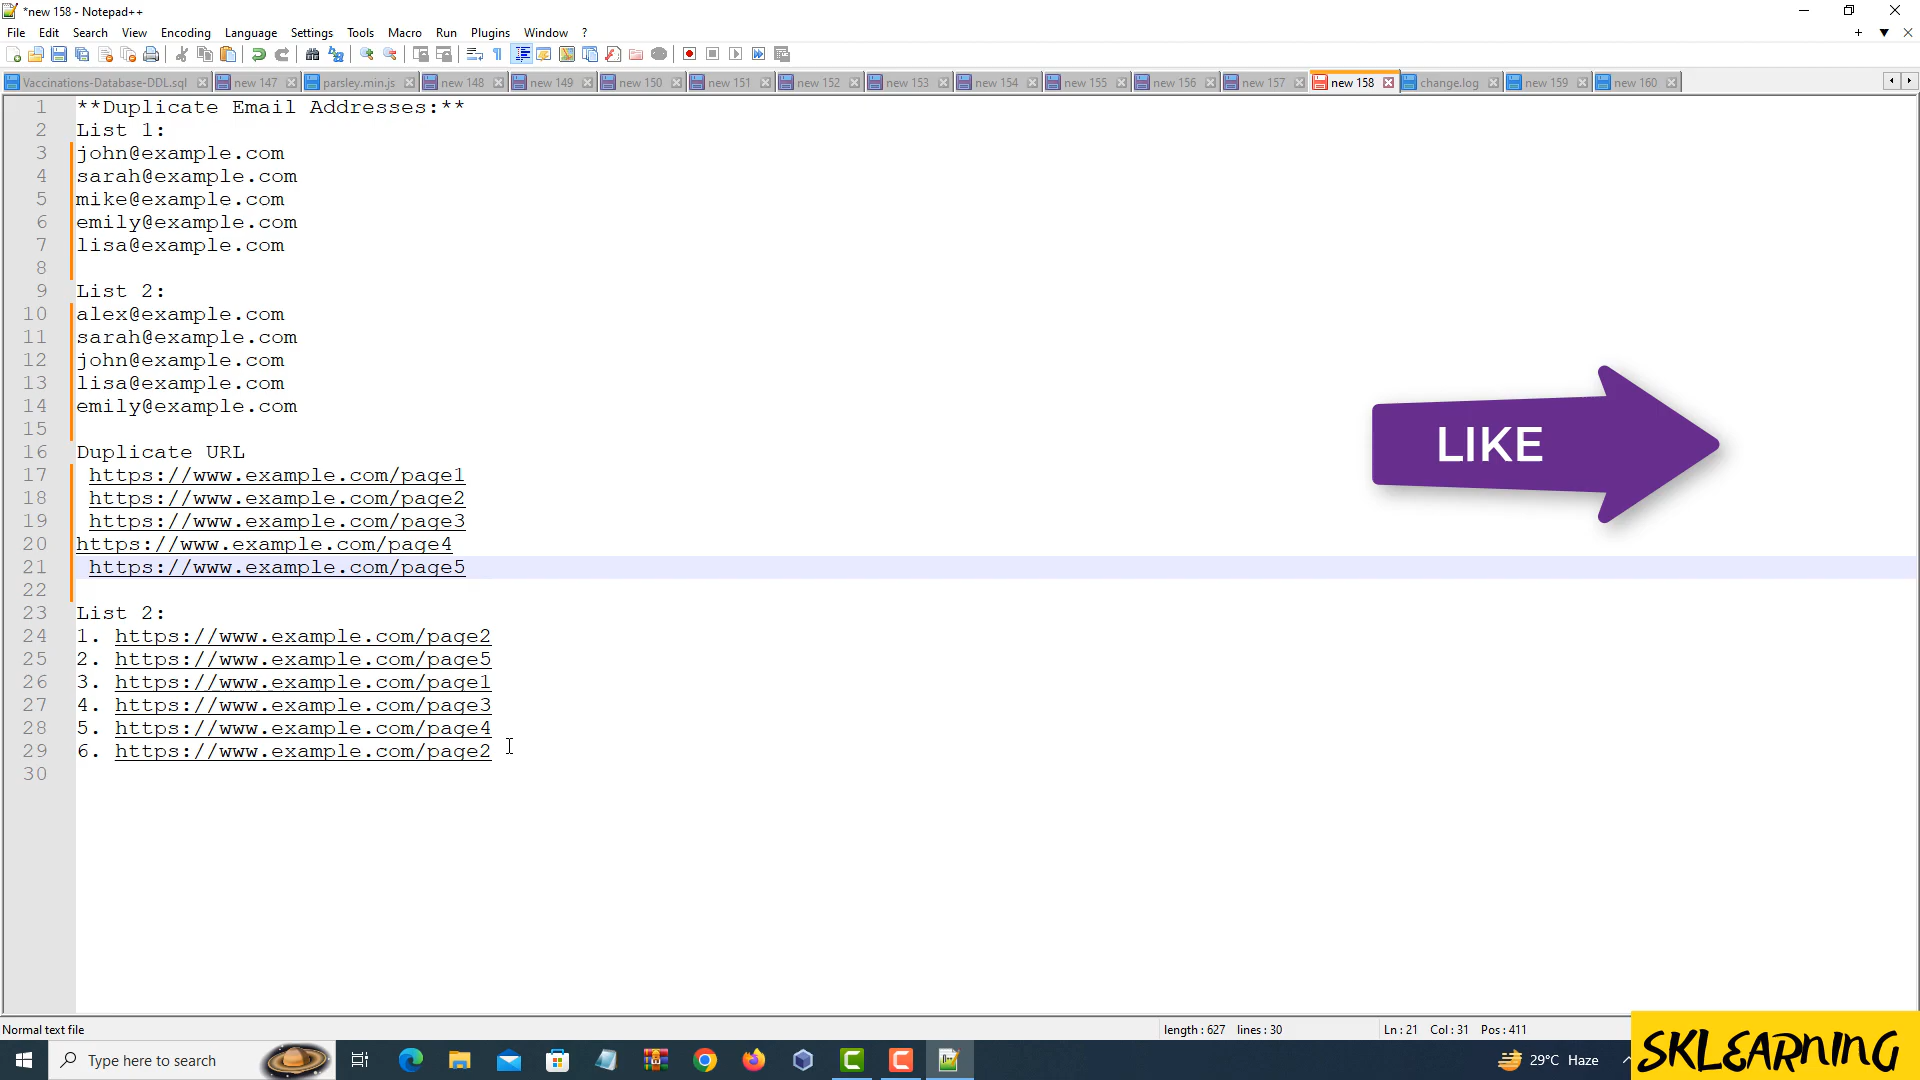 *new 158 - Notepad++
File Edit Search View Encoding Language Settings Tools Macro Run Plugins Window ?
Vaccinations-Database-DDL.sql new 147 parsley.min.js new 148 new 149 new 150 new 151 new 152 new 153 new 154 new 155 new 156 new 157 new 158 change.log new 159 new 160
1 **Duplicate Email Addresses:**
2 List 1:
3 john@example.com
4 sarah@example.com
5 mike@example.com
6 emily@example.com
7 lisa@example.com
8
9 List 2:
10 alex@example.com
11 sarah@example.com
12 john@example.com
13 lisa@example.com
14 emily@example.com
15
16 Duplicate URL
17 https://www.example.com/page1
18 https://www.example.com/page2
19 https://www.example.com/page3
20 https://www.example.com/page4
21 https://www.example.com/page5
22
23 List 2:
24 1. https://www.example.com/page2
25 2. https://www.example.com/page5
26 3. https://www.example.com/page1
27 4. https://www.example.com/page3
28 5. https://www.example.com/page4
29 6. https://www.example.com/page2
30
LIKE
Normal text file length : 627 lines : 30 Ln : 21 Col : 31 Pos : 411
Type here to search 29°C Haze
SKLEARNING